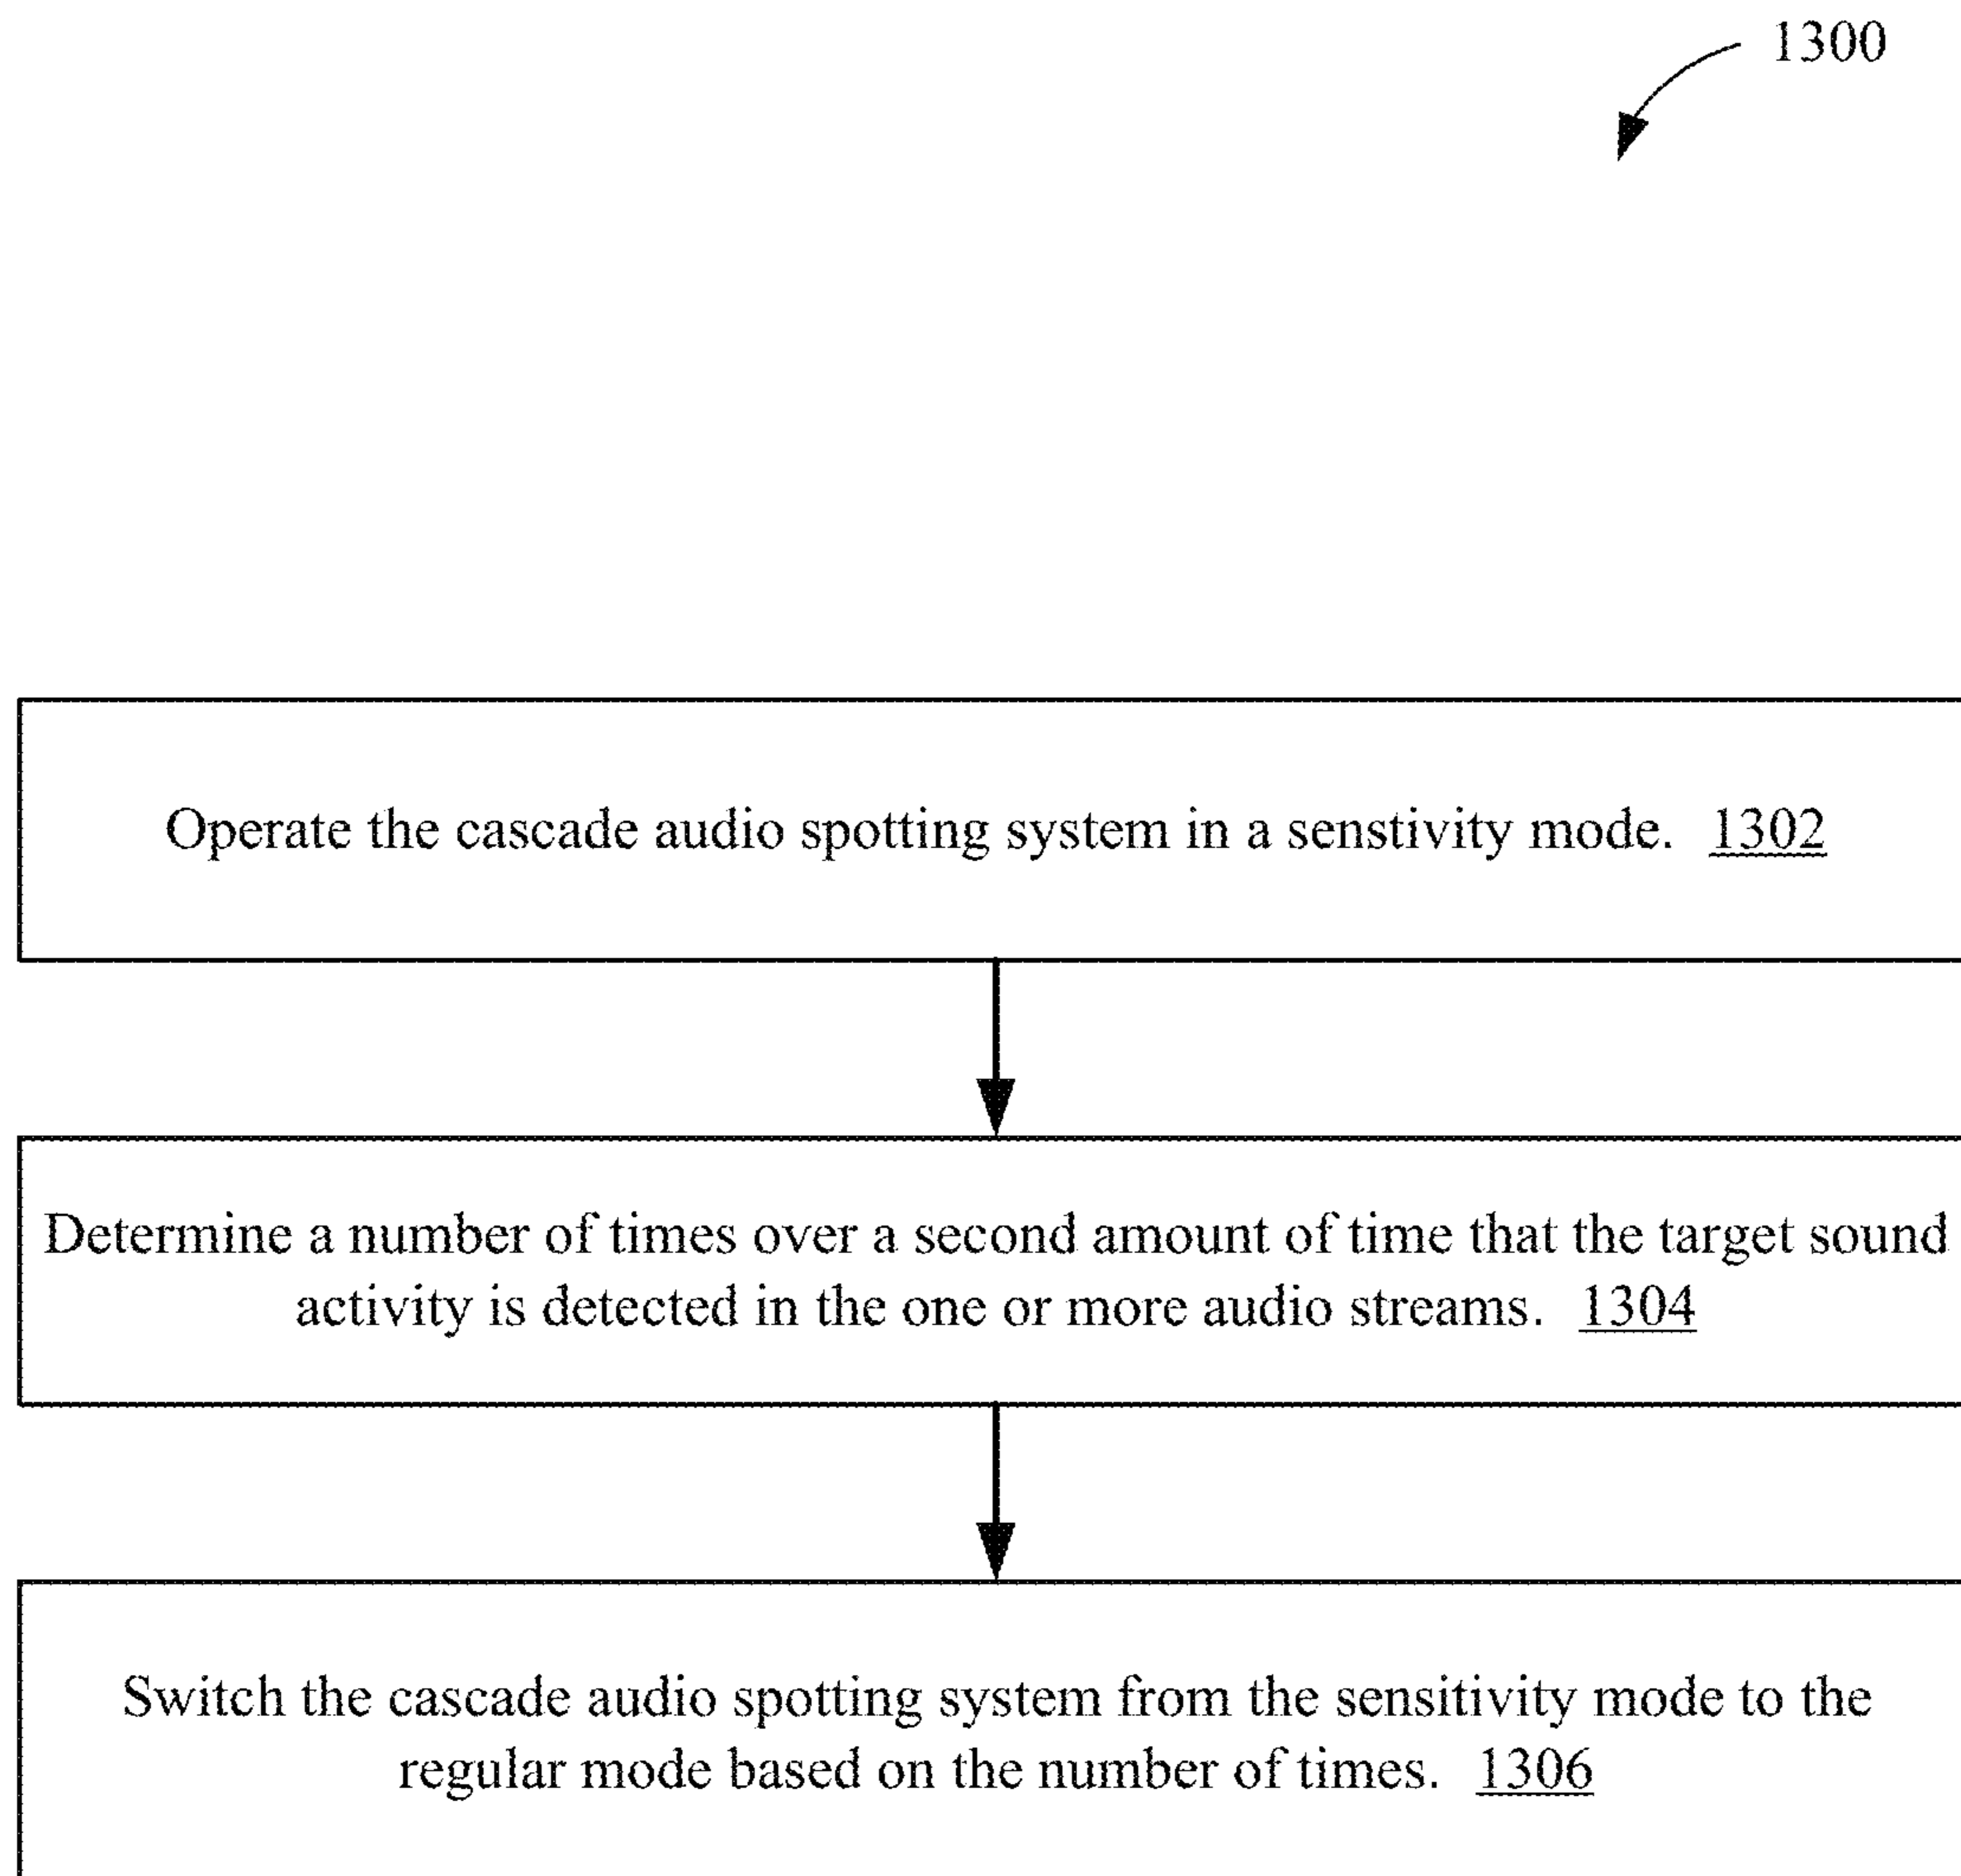 1300
Operate the cascade audio spotting system in a senstivity mode. 1302
Determine a number of times over a second amount of time that the target sound
activity is detected in the one or more audio streams. 1304
Switch the cascade audio spotting system from the sensitivity mode to the
regular mode based on the number of times. 1306